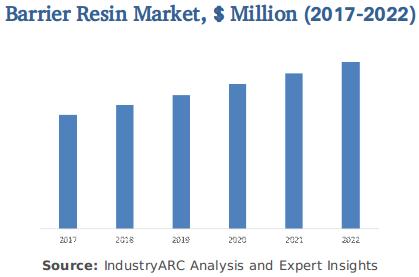 Barrier Resin Market, $ Million (2017-2022)
2017 2018 2019 2020 2021 2022
Source: IndustryARC Analysis and Expert Insights